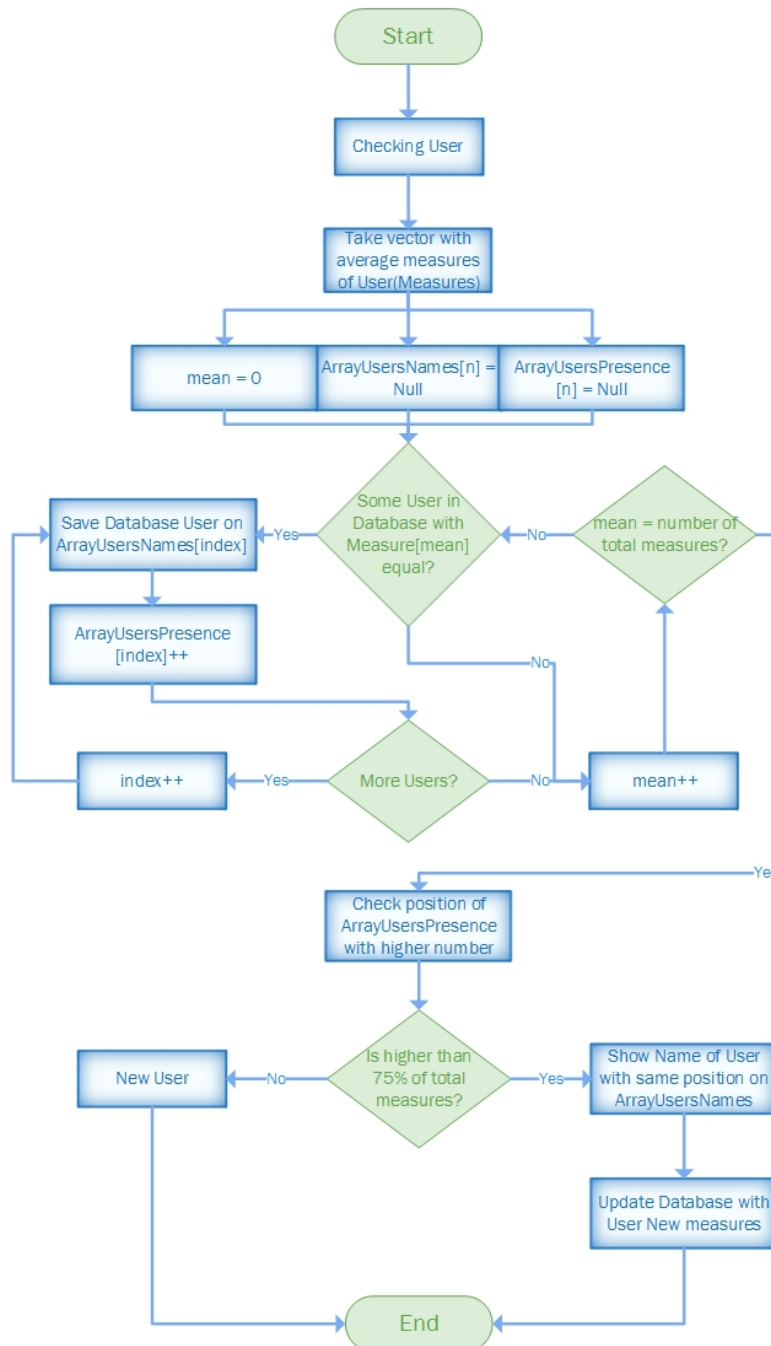 Start
Checking User
Take vector with
average measures
of User(Measures)
mean = 0
ArrayUsersNames[n] =
Null
ArrayUsersPresence
[n] = Null
Some User in
Database with
Measure[mean]
equal?
Yes
Save Database User on
ArrayUsersNames[index]
No
mean = number of
total measures?
ArrayUsersPresence
[index]++
No
More Users?
Yes
index++
No
mean++
Ye
Check position of
ArrayUsersPresence
with higher number
Is higher than
75% of total
measures?
No
New User
Yes
Show Name of User
with same position on
ArrayUsersNames
Update Database with
User New measures
End